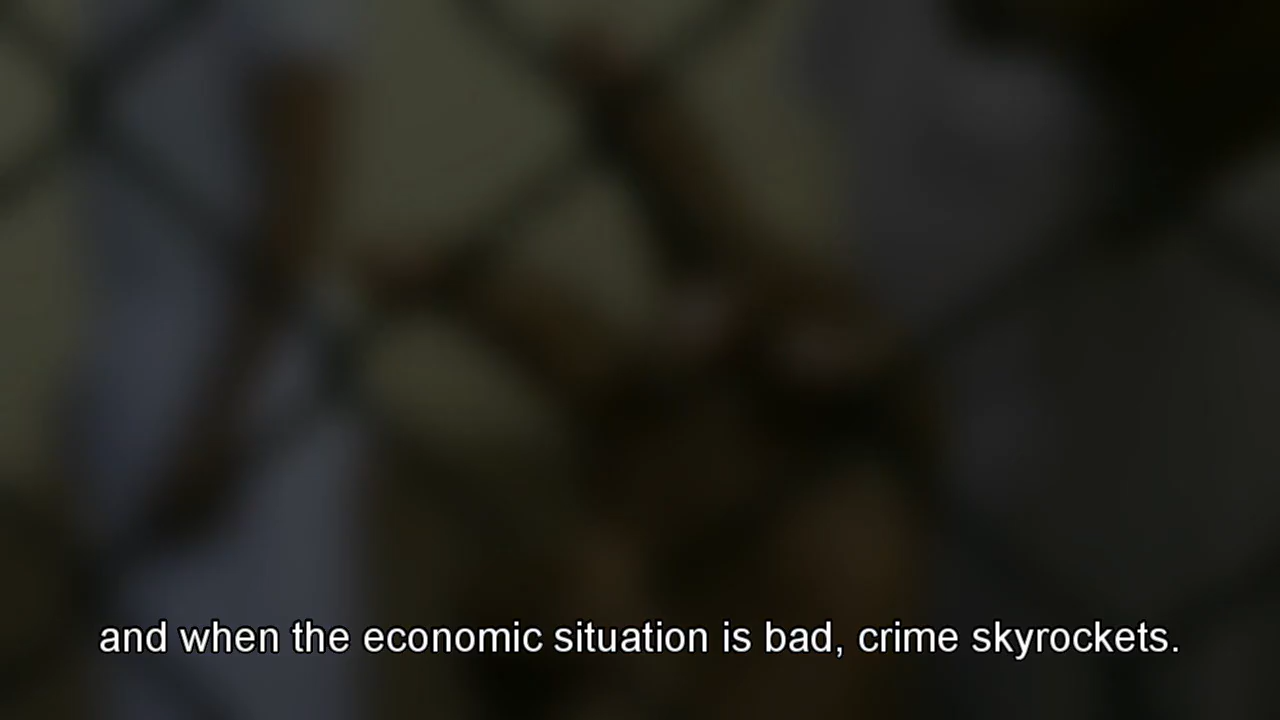 and when the economic situation is bad, crime skyrockets.